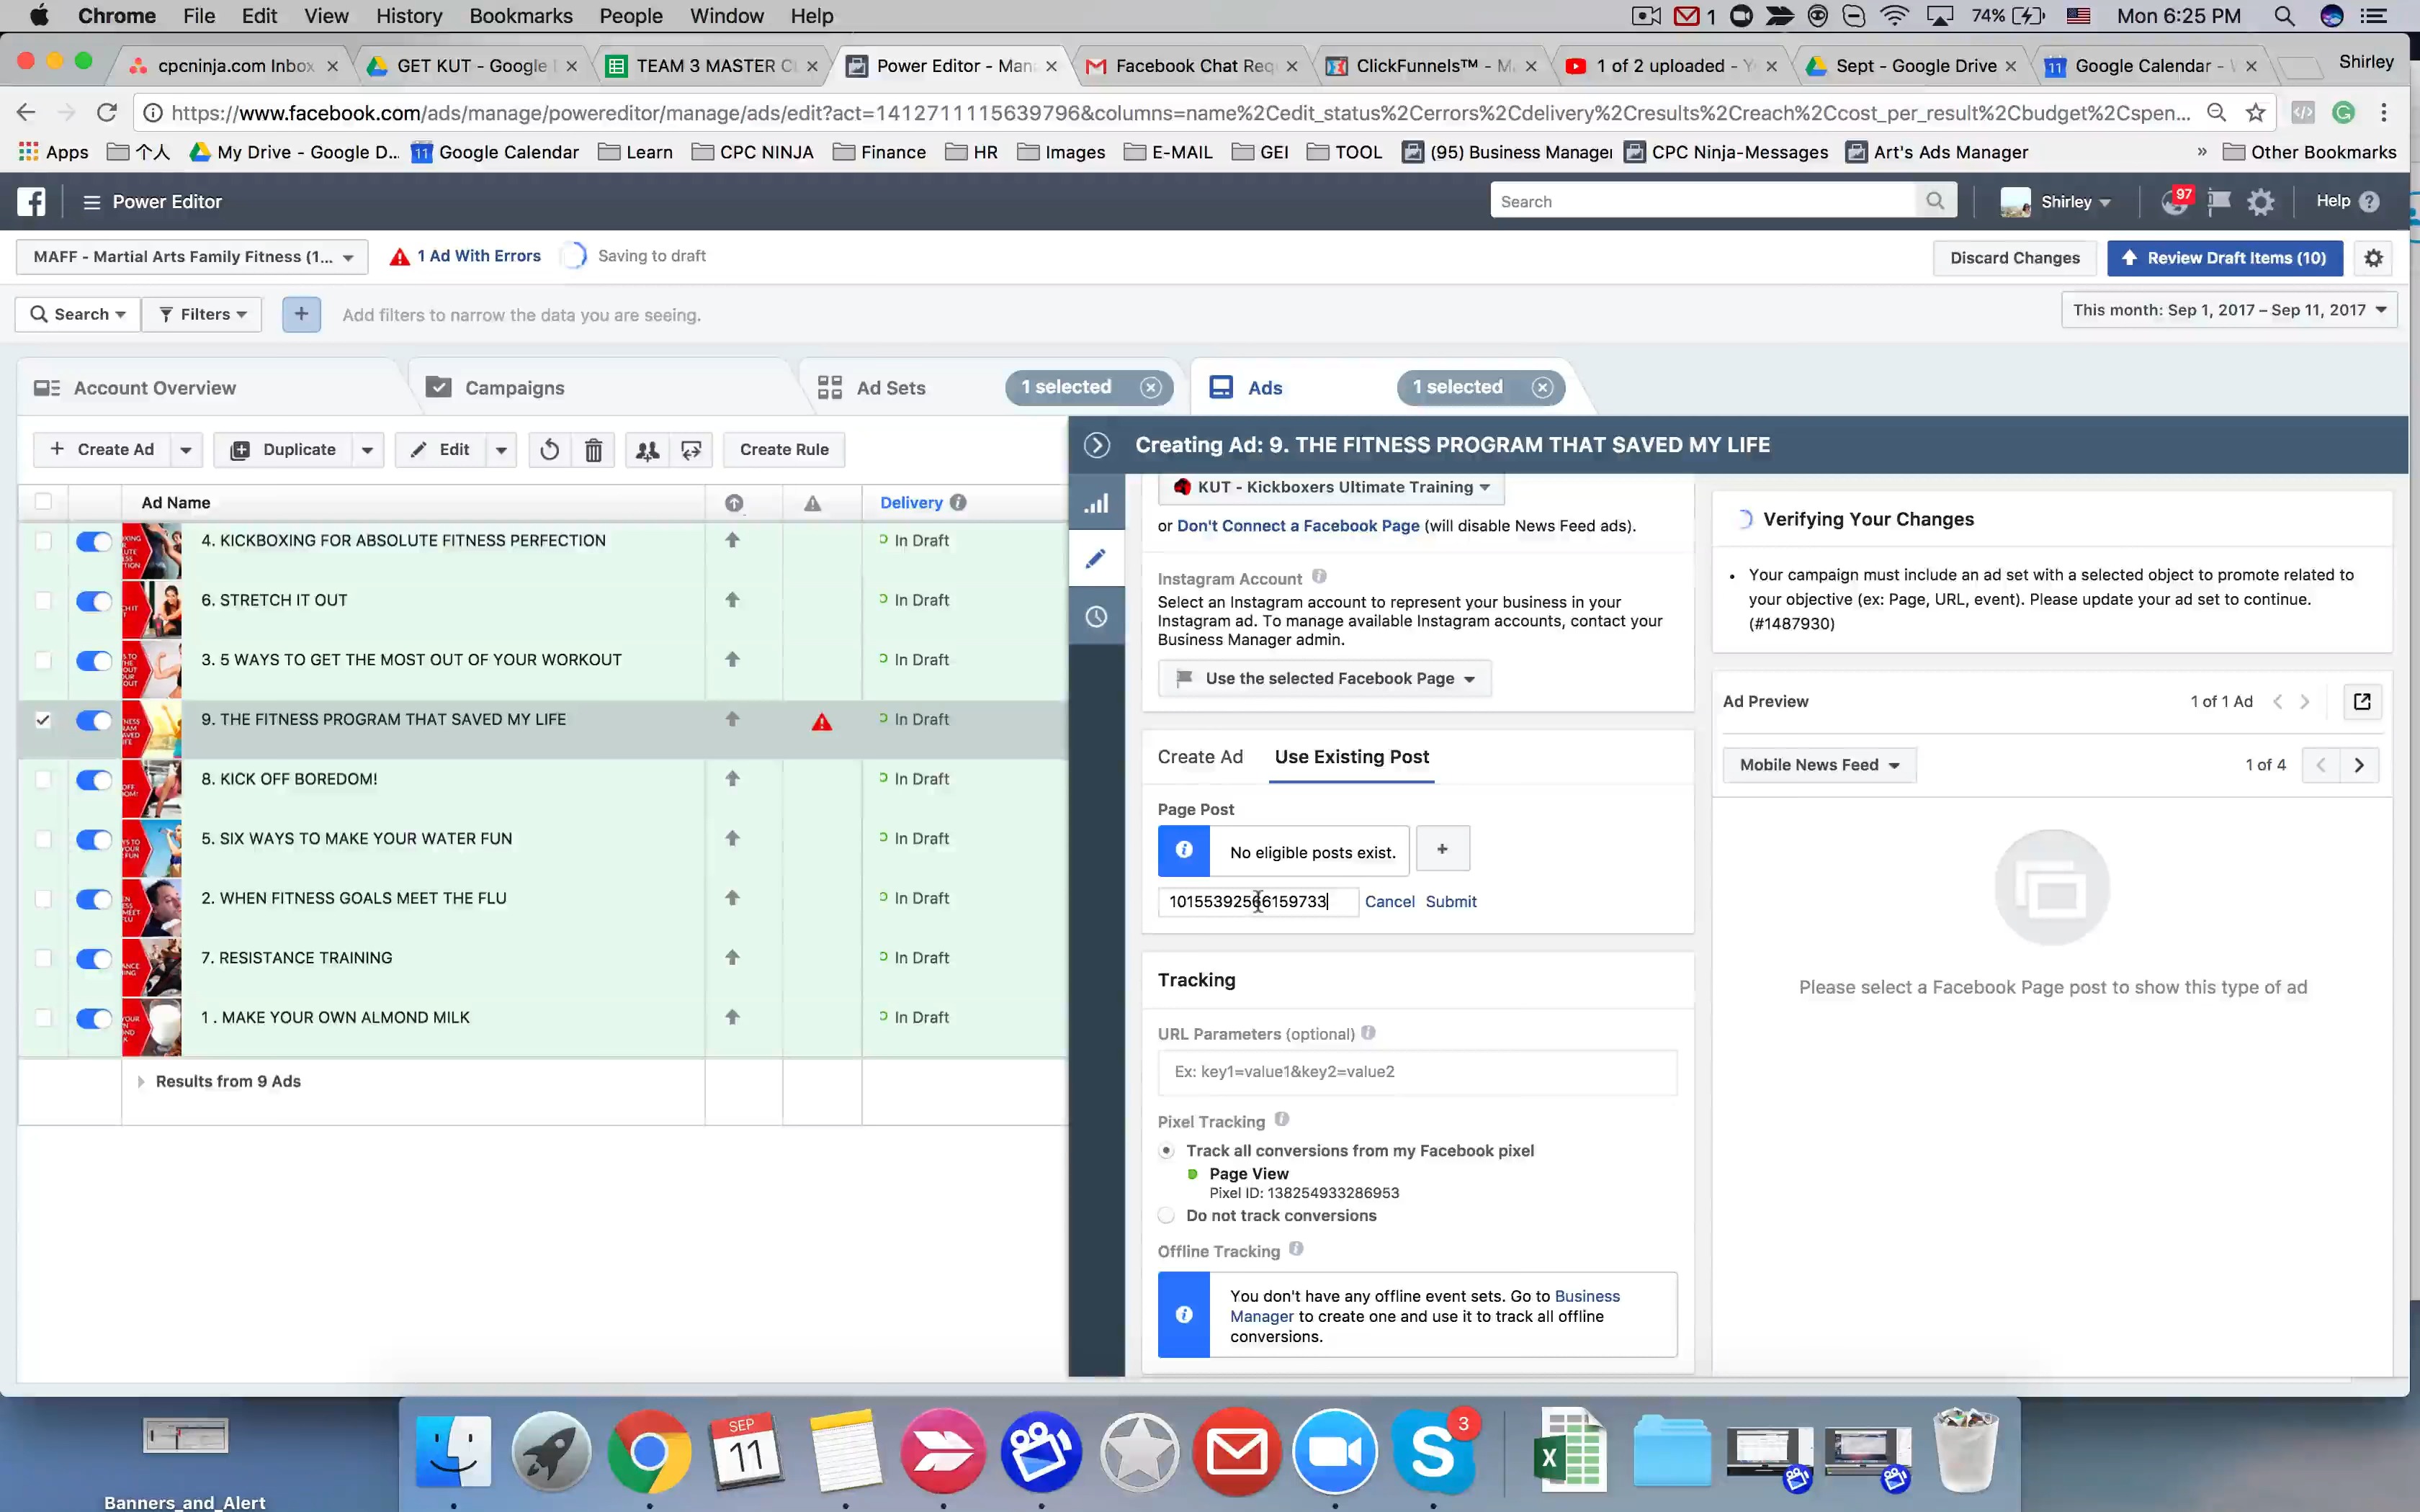 Chrome File Edit View History Bookmarks People Window Help 1 74% Mon 6:25 PM
cpcninja.com Inbox GET KUT - Google TEAM 3 MASTER C Power Editor - Man Facebook Chat Req ClickFunnels™ - M 1 of 2 uploaded - Y Sept - Google Drive Google Calendar - Shirley
https://www.facebook.com/ads/manage/powereditor/manage/ads/edit?act=1412711115639796&columns=name%2Cedit_status%2Cerrors%2Cdelivery%2Cresults%2Creach%2Ccost_per_result%2Cbudget%2Cspen...
Apps 个人 My Drive - Google D... 11 Google Calendar Learn CPC NINJA Finance HR Images E-MAIL GEI TOOL (95) Business Manager CPC Ninja-Messages Art's Ads Manager » Other Bookmarks
Power Editor Search Shirley 97 Help
MAFF - Martial Arts Family Fitness (1... 1 Ad With Errors Saving to draft Discard Changes Review Draft Items (10)
Search Filters + Add filters to narrow the data you are seeing. This month: Sep 1, 2017 – Sep 11, 2017
Account Overview Campaigns Ad Sets 1 selected Ads 1 selected
+ Create Ad Duplicate Edit Create Rule
Ad Name Delivery
4. KICKBOXING FOR ABSOLUTE FITNESS PERFECTION In Draft
6. STRETCH IT OUT In Draft
3. 5 WAYS TO GET THE MOST OUT OF YOUR WORKOUT In Draft
9. THE FITNESS PROGRAM THAT SAVED MY LIFE In Draft
8. KICK OFF BOREDOM! In Draft
5. SIX WAYS TO MAKE YOUR WATER FUN In Draft
2. WHEN FITNESS GOALS MEET THE FLU In Draft
7. RESISTANCE TRAINING In Draft
1 . MAKE YOUR OWN ALMOND MILK In Draft
Results from 9 Ads
Creating Ad: 9. THE FITNESS PROGRAM THAT SAVED MY LIFE
KUT - Kickboxers Ultimate Training
or Don't Connect a Facebook Page (will disable News Feed ads).
Instagram Account
Select an Instagram account to represent your business in your
Instagram ad. To manage available Instagram accounts, contact your
Business Manager admin.
Use the selected Facebook Page
Create Ad Use Existing Post
Page Post
No eligible posts exist. +
10155392566159733 Cancel Submit
Tracking
URL Parameters (optional)
Ex: key1=value1&key2=value2
Pixel Tracking
Track all conversions from my Facebook pixel
Page View
Pixel ID: 138254933286953
Do not track conversions
Offline Tracking
You don't have any offline event sets. Go to Business
Manager to create one and use it to track all offline
conversions.
Verifying Your Changes
• Your campaign must include an ad set with a selected object to promote related to
your objective (ex: Page, URL, event). Please update your ad set to continue.
(#1487930)
Ad Preview 1 of 1 Ad
Mobile News Feed 1 of 4
Please select a Facebook Page post to show this type of ad
SEP
11
3
Banners_and_Alert